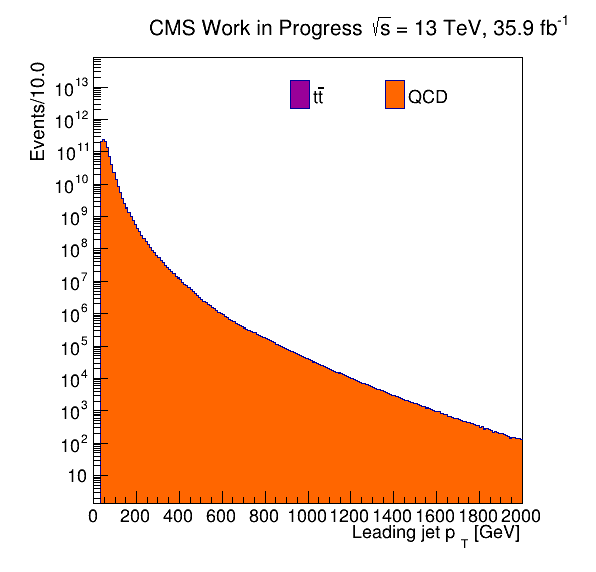 CMS Work in Progress √s = 13 TeV, 35.9 fb⁻¹
Events/10.0
tt̄ QCD
10¹³
10¹²
10¹¹
10¹⁰
10⁹
10⁸
10⁷
10⁶
10⁵
10⁴
10³
10²
10
0 200 400 600 800 1000 1200 1400 1600 1800 2000
Leading jet p_T [GeV]